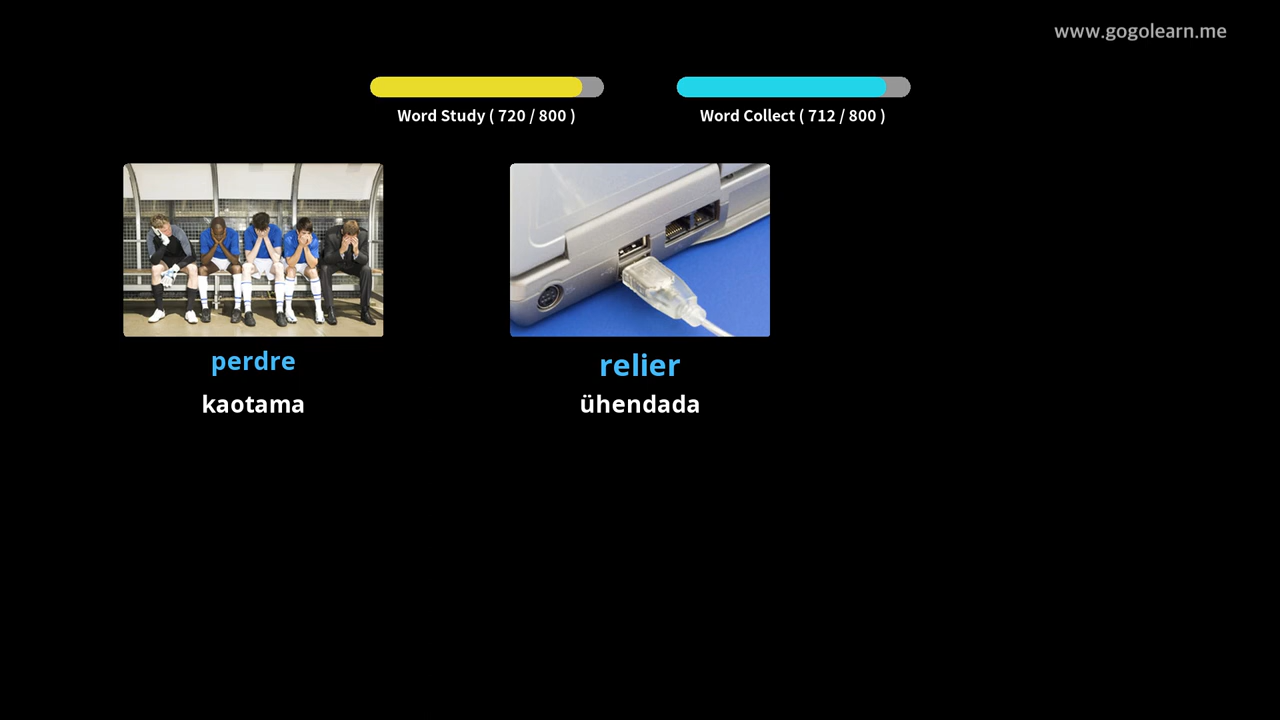 www.gogolearn.me
Word Study ( 720 / 800 )
Word Collect ( 712 / 800 )
perdre
kaotama
relier
ühendada